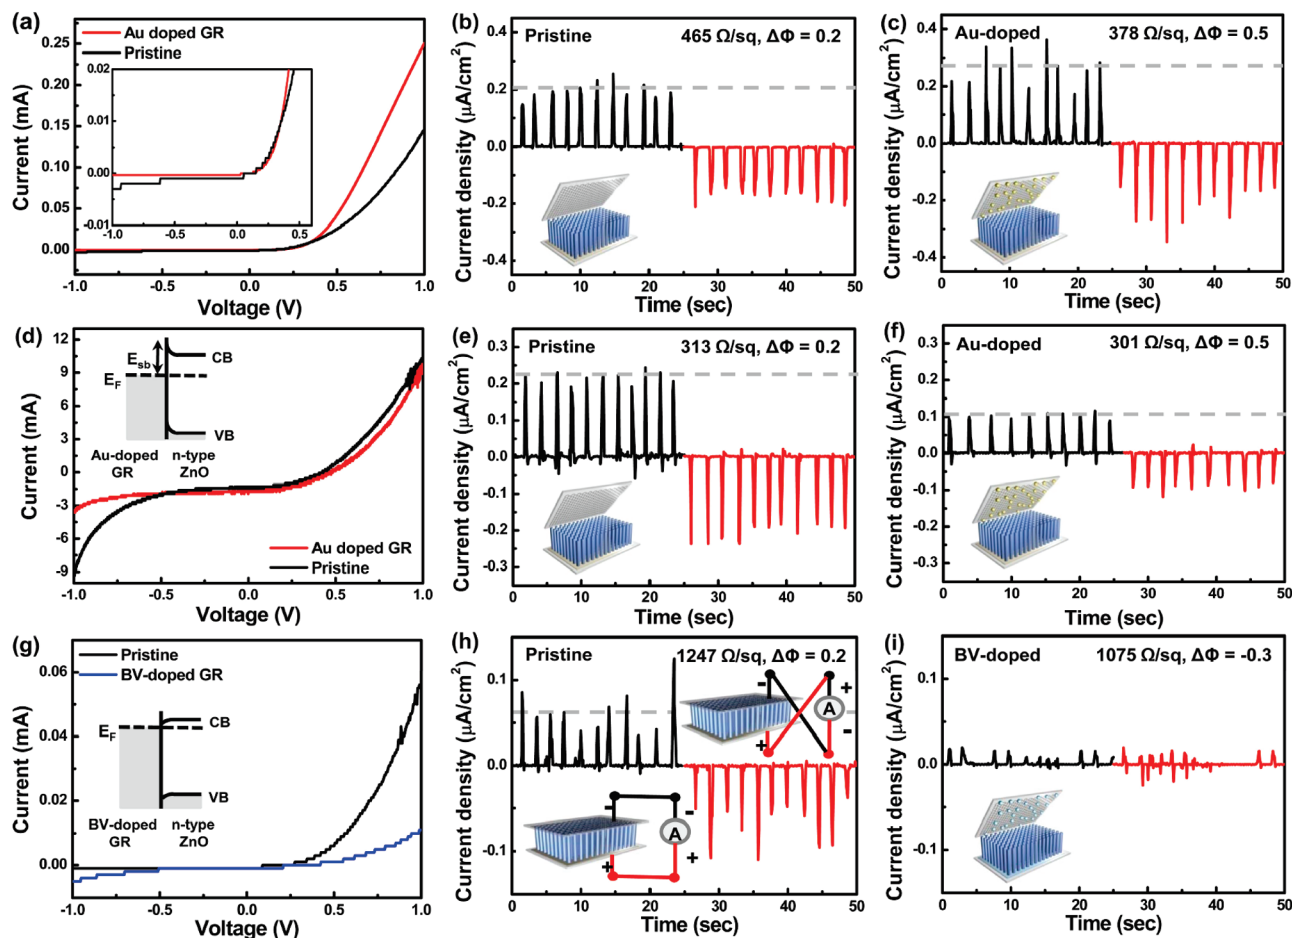 (a)
Au doped GR
Pristine
0.25
0.20
0.15
0.10
0.05
0.00
Current (mA)
0.02
0.01
0.00
-0.01
-1.0 -0.5 0.0 0.5
-1.0 -0.5 0.0 0.5 1.0
Voltage (V)
(b)
Pristine 465 Ω/sq, ΔΦ = 0.2
0.4
0.2
0.0
-0.2
-0.4
Current density (μA/cm²)
0 10 20 30 40 50
Time (sec)
(c)
Au-doped 378 Ω/sq, ΔΦ = 0.5
0.4
0.2
0.0
-0.2
-0.4
Current density (μA/cm²)
0 10 20 30 40 50
Time (sec)
(d)
12
9
6
3
0
-3
-6
-9
Current (mA)
E_sb
E_F
CB
VB
Au-doped GR
n-type ZnO
Au doped GR
Pristine
-1.0 -0.5 0.0 0.5 1.0
Voltage (V)
(e)
Pristine 313 Ω/sq, ΔΦ = 0.2
0.3
0.2
0.1
0.0
-0.1
-0.2
-0.3
Current density (μA/cm²)
0 10 20 30 40 50
Time (sec)
(f)
Au-doped 301 Ω/sq, ΔΦ = 0.5
0.3
0.2
0.1
0.0
-0.1
-0.2
-0.3
Current density (μA/cm²)
0 10 20 30 40 50
Time (sec)
(g)
Pristine
BV-doped GR
0.06
0.04
0.02
0.00
Current (mA)
E_F
CB
VB
BV-doped GR
n-type ZnO
-1.0 -0.5 0.0 0.5 1.0
Voltage (V)
(h)
Pristine 1247 Ω/sq, ΔΦ = 0.2
0.1
0.0
-0.1
Current density (μA/cm²)
- +
A
+ -
- -
A
+ +
0 10 20 30 40 50
Time (sec)
(i)
BV-doped 1075 Ω/sq, ΔΦ = -0.3
0.1
0.0
-0.1
Current density (μA/cm²)
0 10 20 30 40 50
Time (sec)